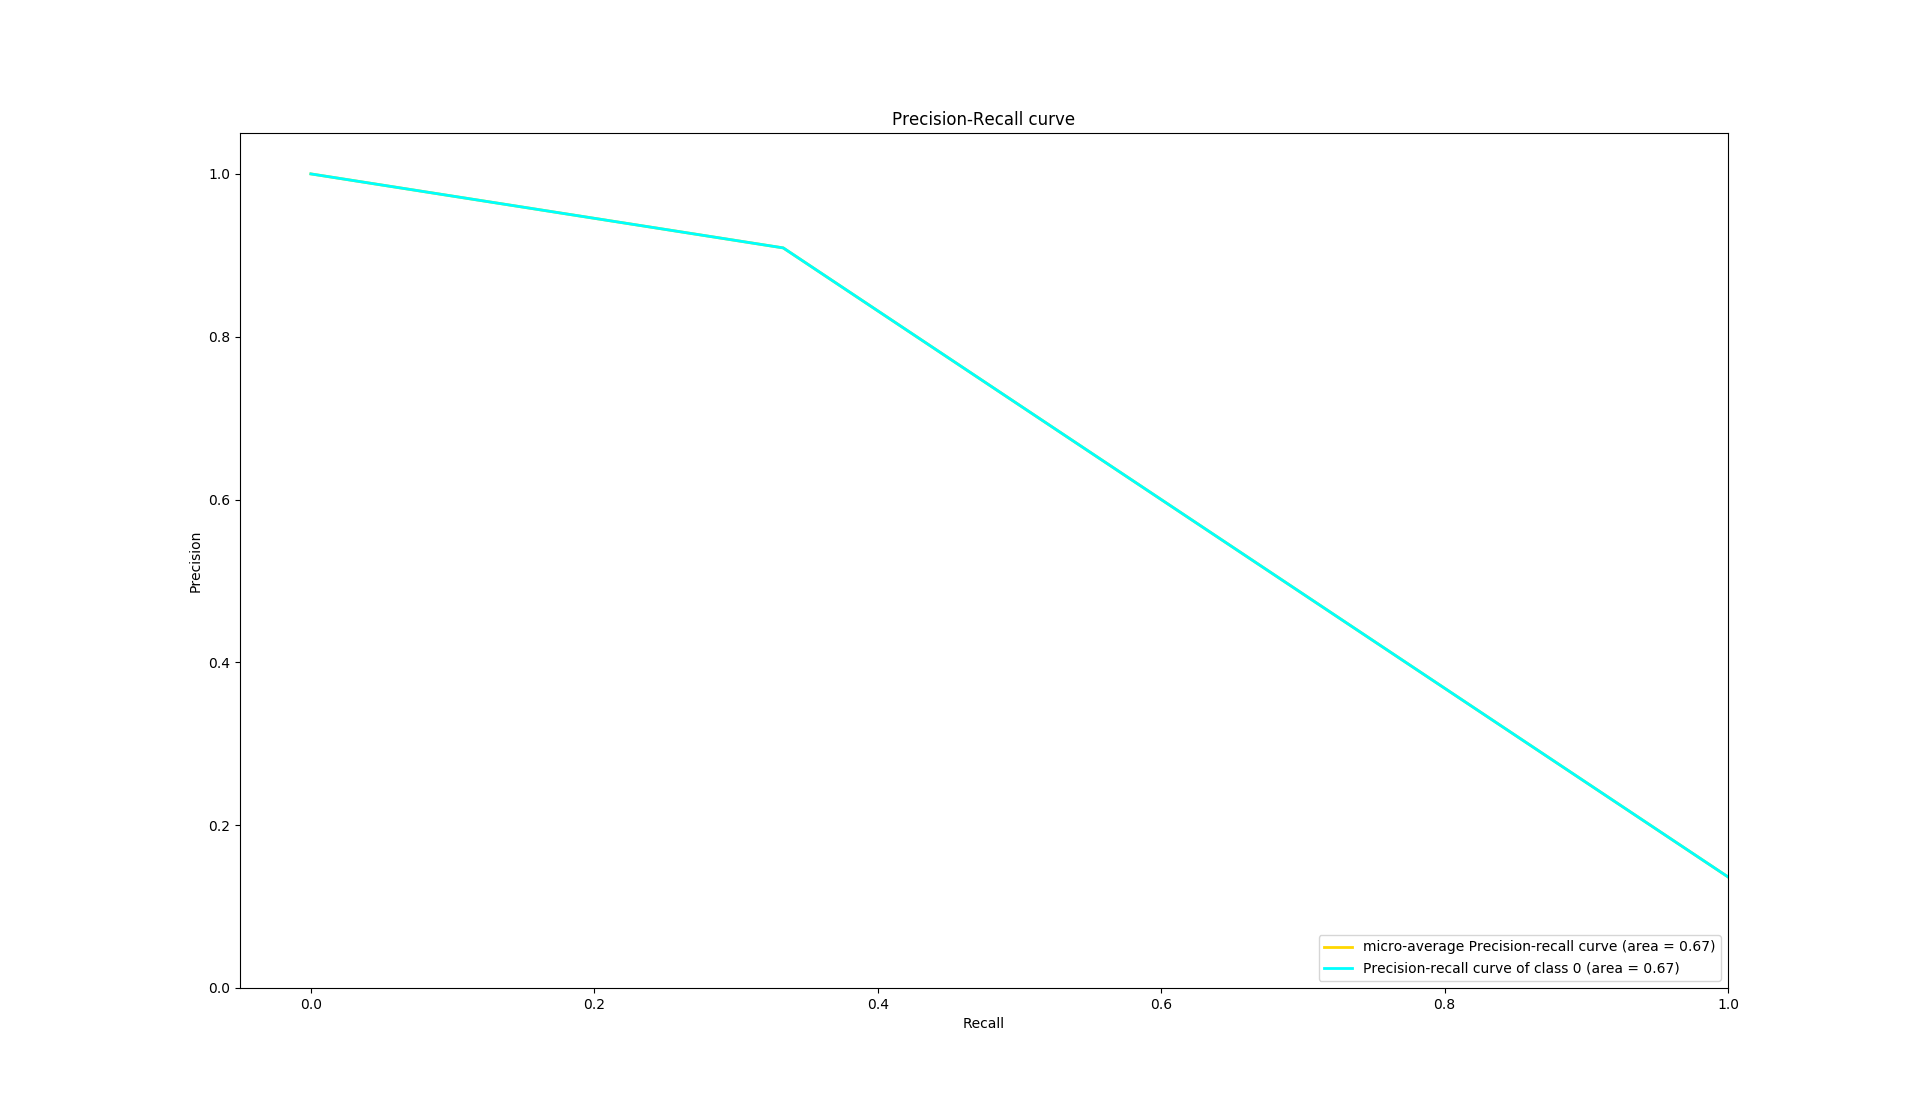 Precision-Recall curve
1.0
0.8
0.6
0.4
0.2
0.0
Precision
0.0 0.2 0.4 0.6 0.8 1.0
Recall
micro-average Precision-recall curve (area = 0.67)
Precision-recall curve of class 0 (area = 0.67)